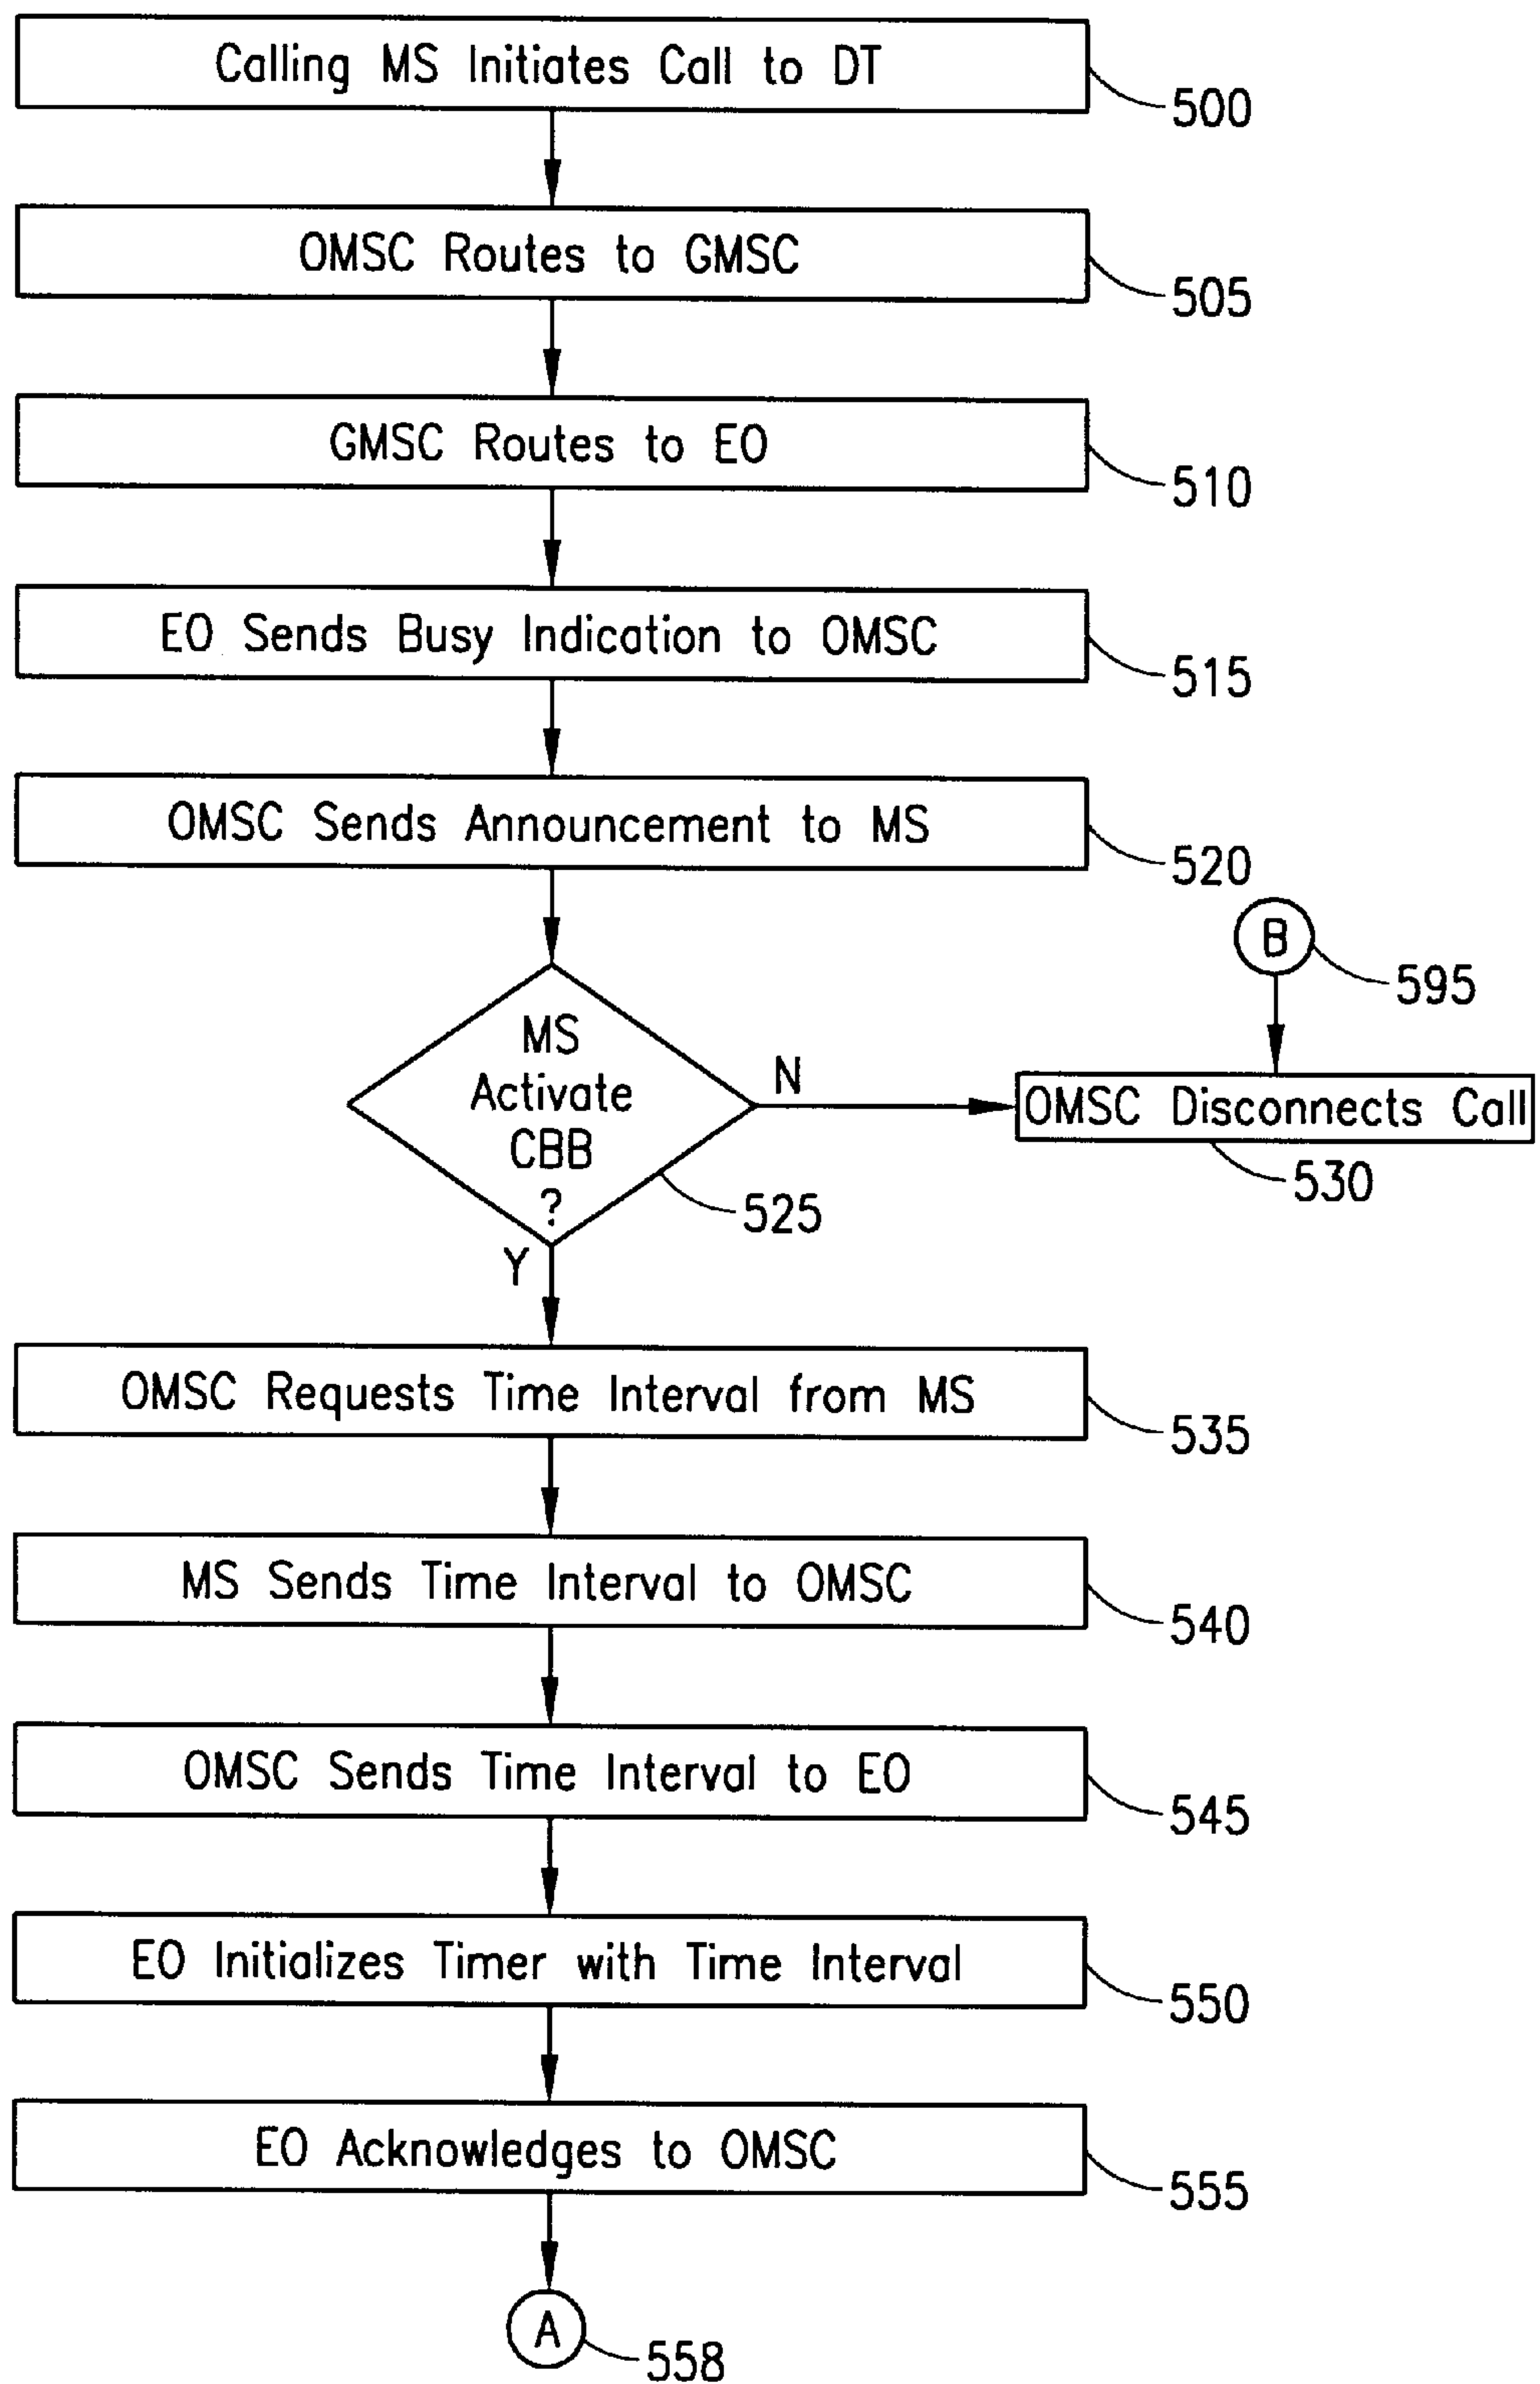 Calling MS Initiates Call to DT
500
OMSC Routes to GMSC
505
GMSC Routes to EO
510
EO Sends Busy Indication to OMSC
515
OMSC Sends Announcement to MS
520
B
595
MS
Activate
CBB
?
N
525
Y
OMSC Disconnects Call
530
OMSC Requests Time Interval from MS
535
MS Sends Time Interval to OMSC
540
OMSC Sends Time Interval to EO
545
EO Initializes Timer with Time Interval
550
EO Acknowledges to OMSC
555
A
558